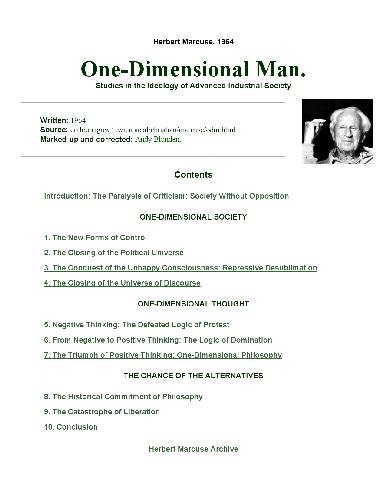 Herbert Marcuse. 1964
One-Dimensional Man.
Studies in the Ideology of Advanced Industrial Society
Written: 1964
Source:
Marked up and corrected: Andy Blunden.
Contents
Introduction: The Paralysis of Criticism: Society Without Opposition
ONE-DIMENSIONAL SOCIETY
1. The New Forms of Control
2. The Closing of the Political Universe
3. The Conquest of the Unhappy Consciousness: Repressive Desublimation
4. The Closing of the Universe of Discourse
ONE-DIMENSIONAL THOUGHT
5. Negative Thinking: The Defeated Logic of Protest
6. From Negative to Positive Thinking: The Logic of Domination
7. The Triumph of Positive Thinking: One-Dimensional Philosophy
THE CHANCE OF THE ALTERNATIVES
8. The Historical Commitment of Philosophy
9. The Catastrophe of Liberation
10. Conclusion
Herbert Marcuse Archive